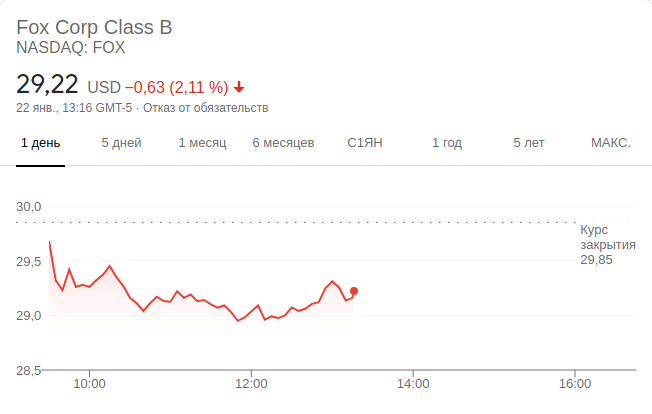 Fox Corp Class B
NASDAQ: FOX
29,22 USD −0,63 (2,11 %)
22 янв., 13:16 GMT-5 · Отказ от обязательств
1 день 5 дней 1 месяц 6 месяцев С1ЯН 1 год 5 лет МАКС.
30,0
Курс
закрытия
29,85
29,5
29,0
28,5
10:00 12:00 14:00 16:00